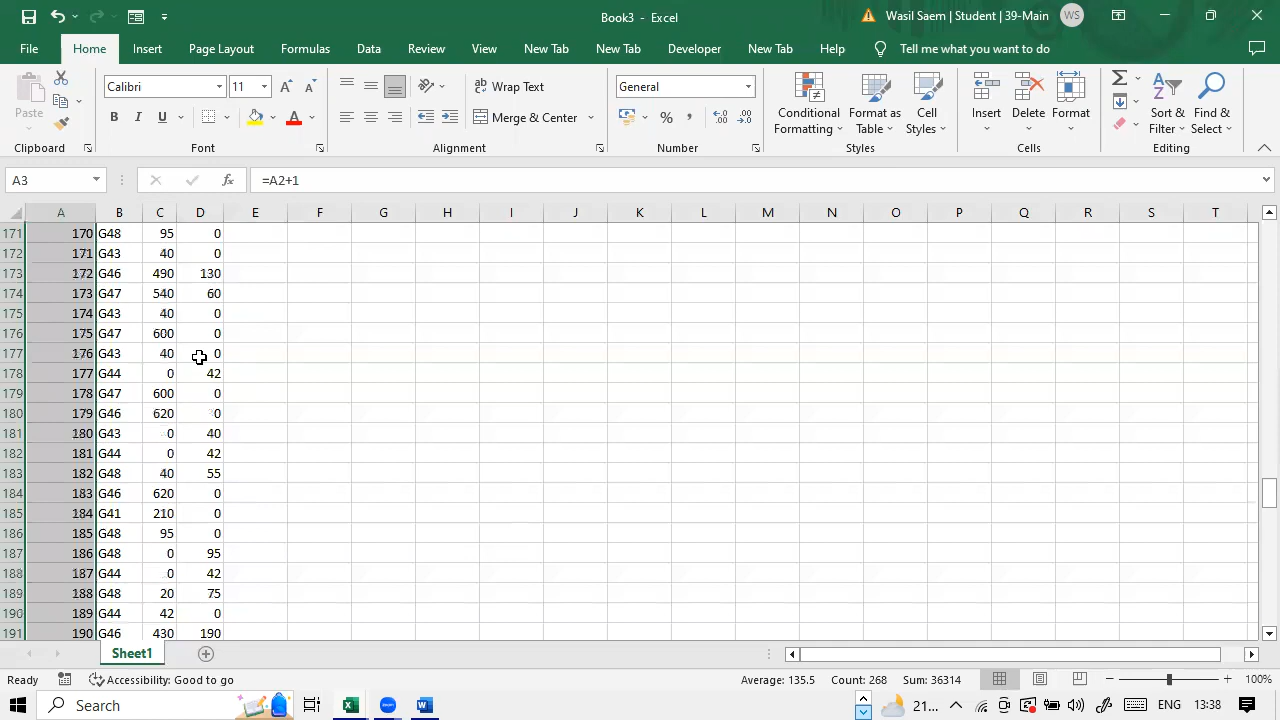 Book3 - Excel
Wasil Saem | Student | 39-Main WS
File Home Insert Page Layout Formulas Data Review View New Tab New Tab Developer New Tab Help Tell me what you want to do
Paste
Calibri 11
B I U
Wrap Text
Merge & Center
General
Conditional Formatting
Format as Table
Cell Styles
Insert Delete Format
Sort & Filter
Find & Select
Clipboard Font Alignment Number Styles Cells Editing
A3 fx =A2+1
A B C D E F G H I J K L M N O P Q R S T
171 170 G48 95 0
172 171 G43 40 0
173 172 G46 490 130
174 173 G47 540 60
175 174 G43 40 0
176 175 G47 600 0
177 176 G43 40 0
178 177 G44 0 42
179 178 G47 600 0
180 179 G46 620 0
181 180 G43 0 40
182 181 G44 0 42
183 182 G48 40 55
184 183 G46 620 0
185 184 G41 210 0
186 185 G48 95 0
187 186 G48 0 95
188 187 G44 0 42
189 188 G48 20 75
190 189 G44 42 0
191 190 G46 430 190
Sheet1
Ready Accessibility: Good to go Average: 135.5 Count: 268 Sum: 36314 100%
Search 21... ENG 13:38